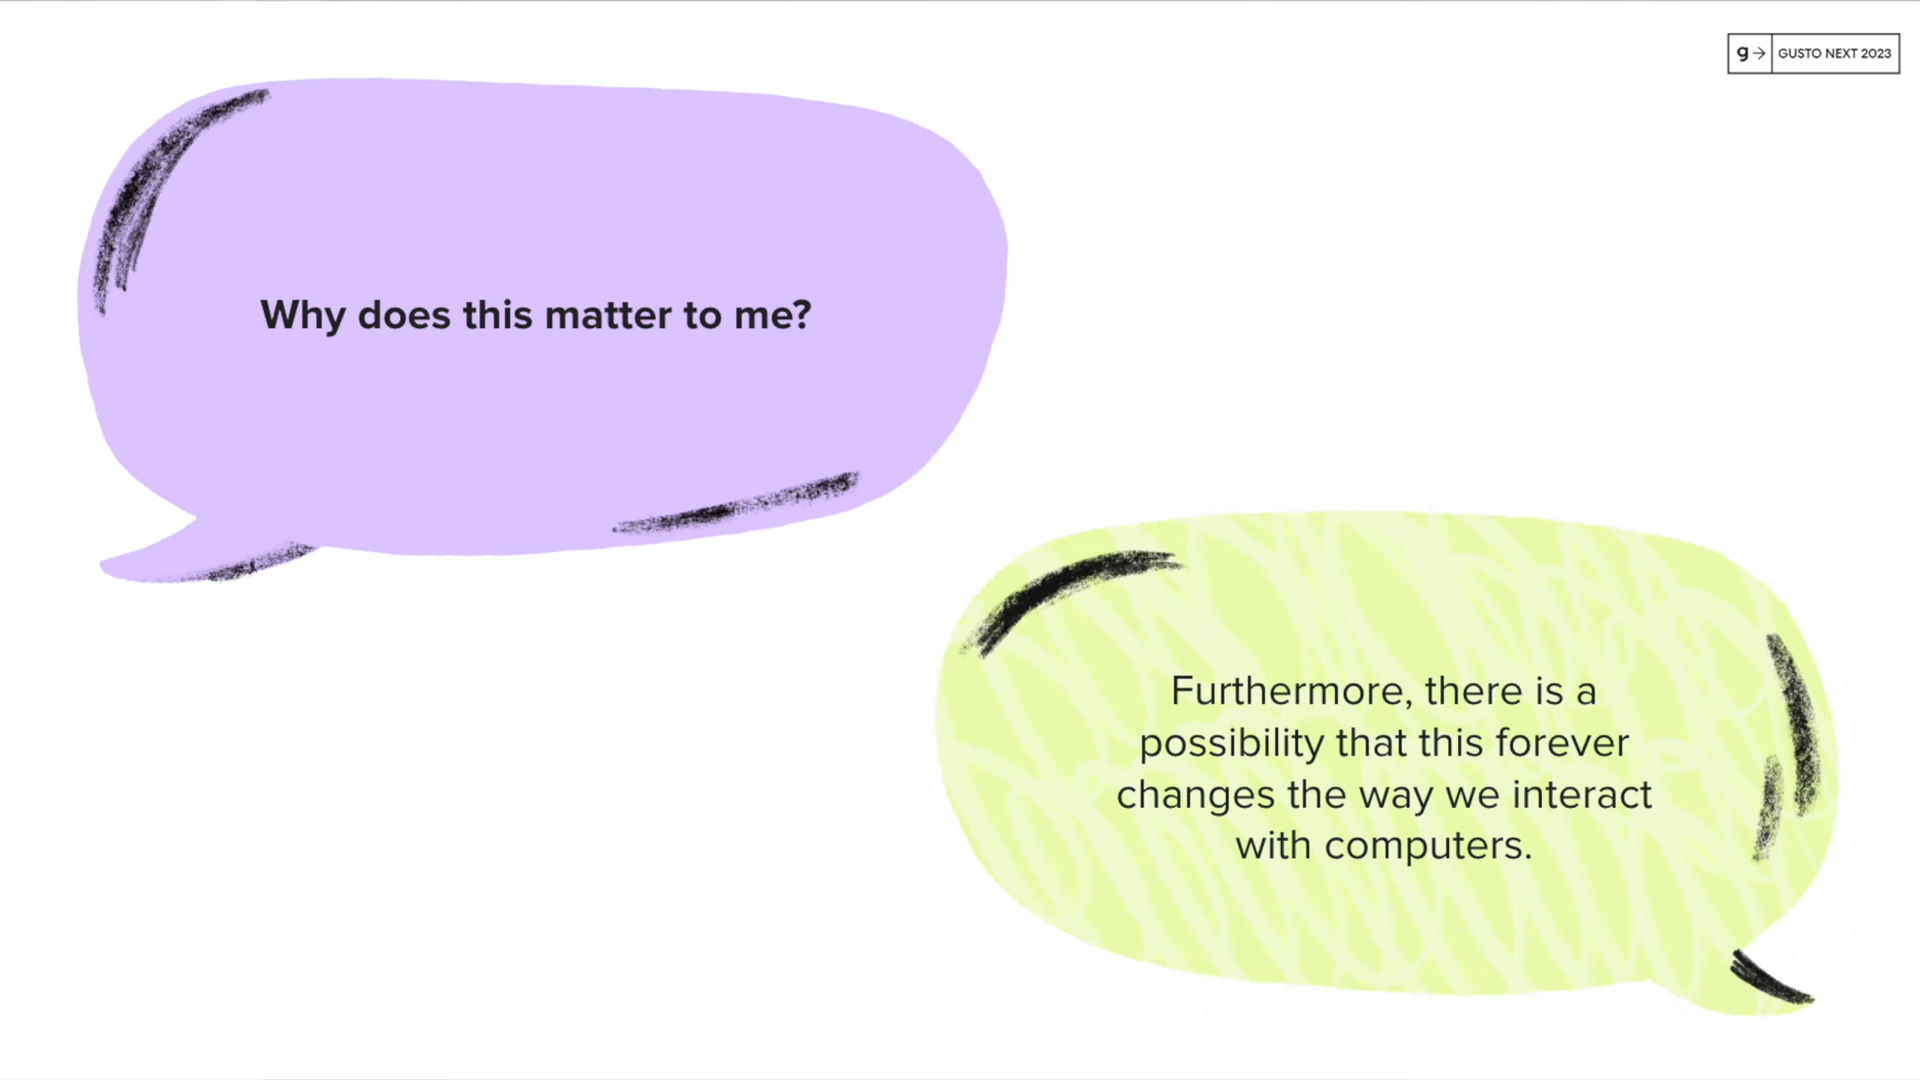 g→ GUSTO NEXT 2023
Why does this matter to me?
Furthermore, there is a
possibility that this forever
changes the way we interact
with computers.